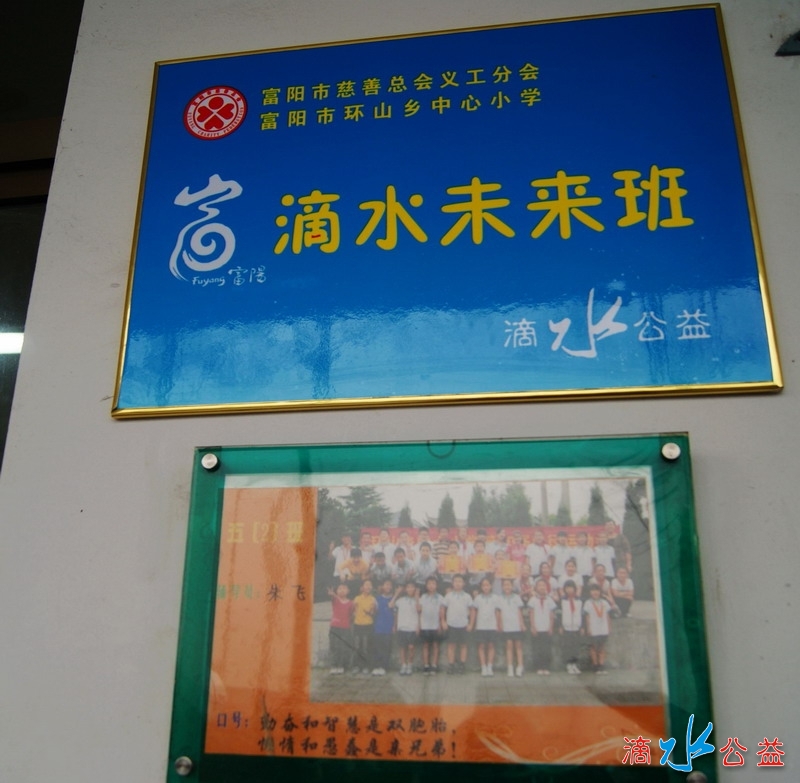 富阳市慈善总会义工分会
富阳市环山乡中心小学
滴水未来班
Fuyang 富陽
滴水公益
五(2)班
朱飞
口号：勤奋和智慧是双胞胎，
懒惰和愚蠢是亲兄弟！
滴水公益